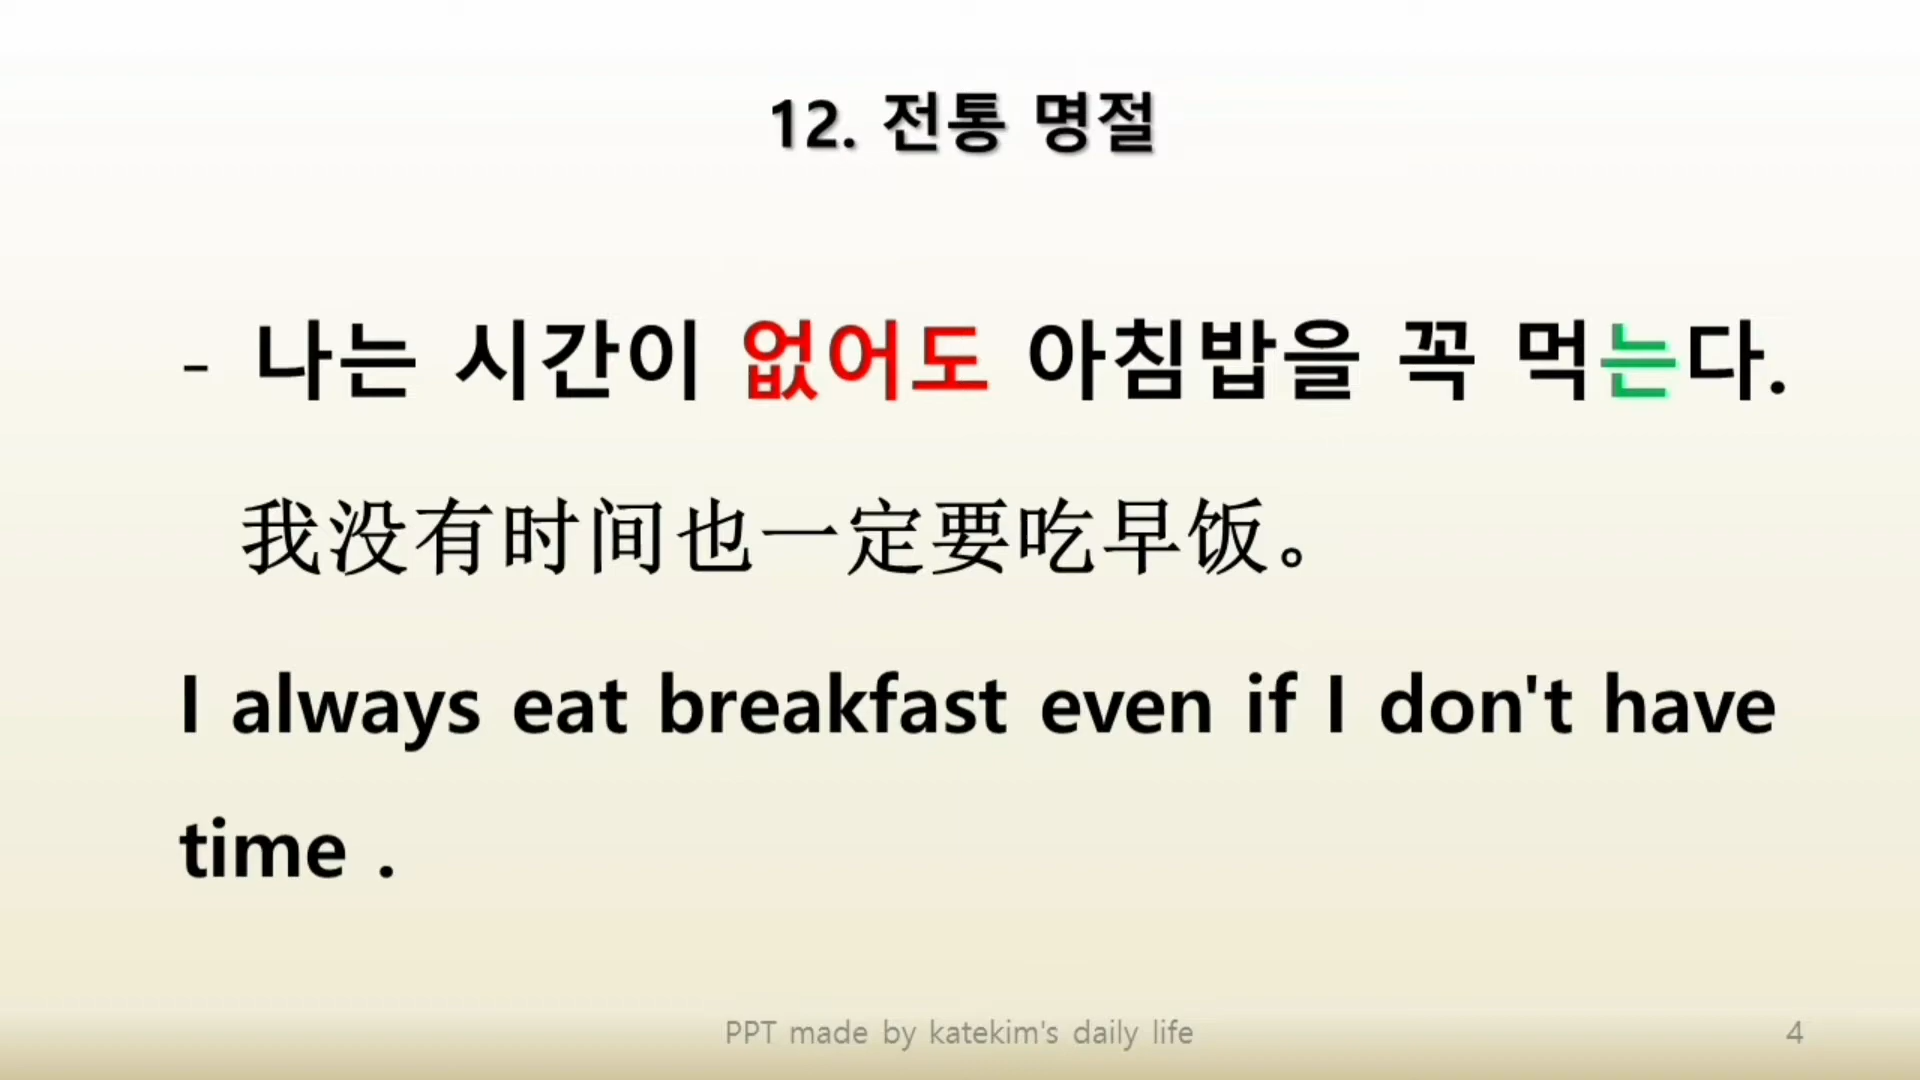 12. 전통 명절
- 나는 시간이 없어도 아침밥을 꼭 먹는다.
我没有时间也一定要吃早饭。
I always eat breakfast even if I don't have
time .
PPT made by katekim's daily life
4